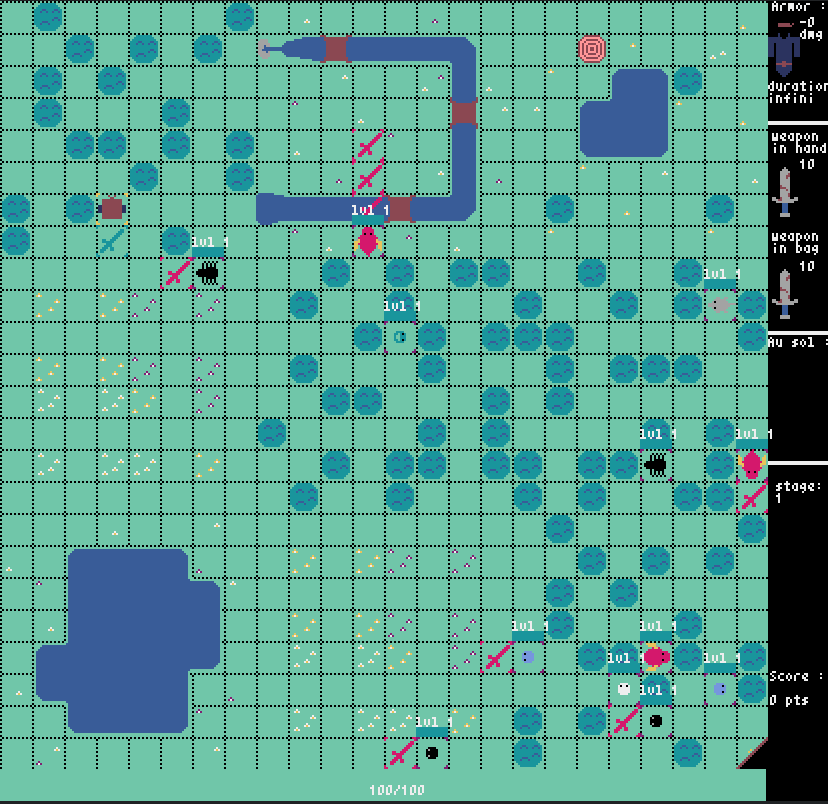 Armor :
-0
dmg
duration
infini
weapon
in hand
10
lvl 1
lvl 1
weapon
in bag
10
lvl 1
lvl 1
Au sol :
lvl 1
lvl 1
stage:
1
lvl 1
lvl 1
lvl 1
lvl 1
Score :
lvl 1
0 pts
lvl 1
100/100